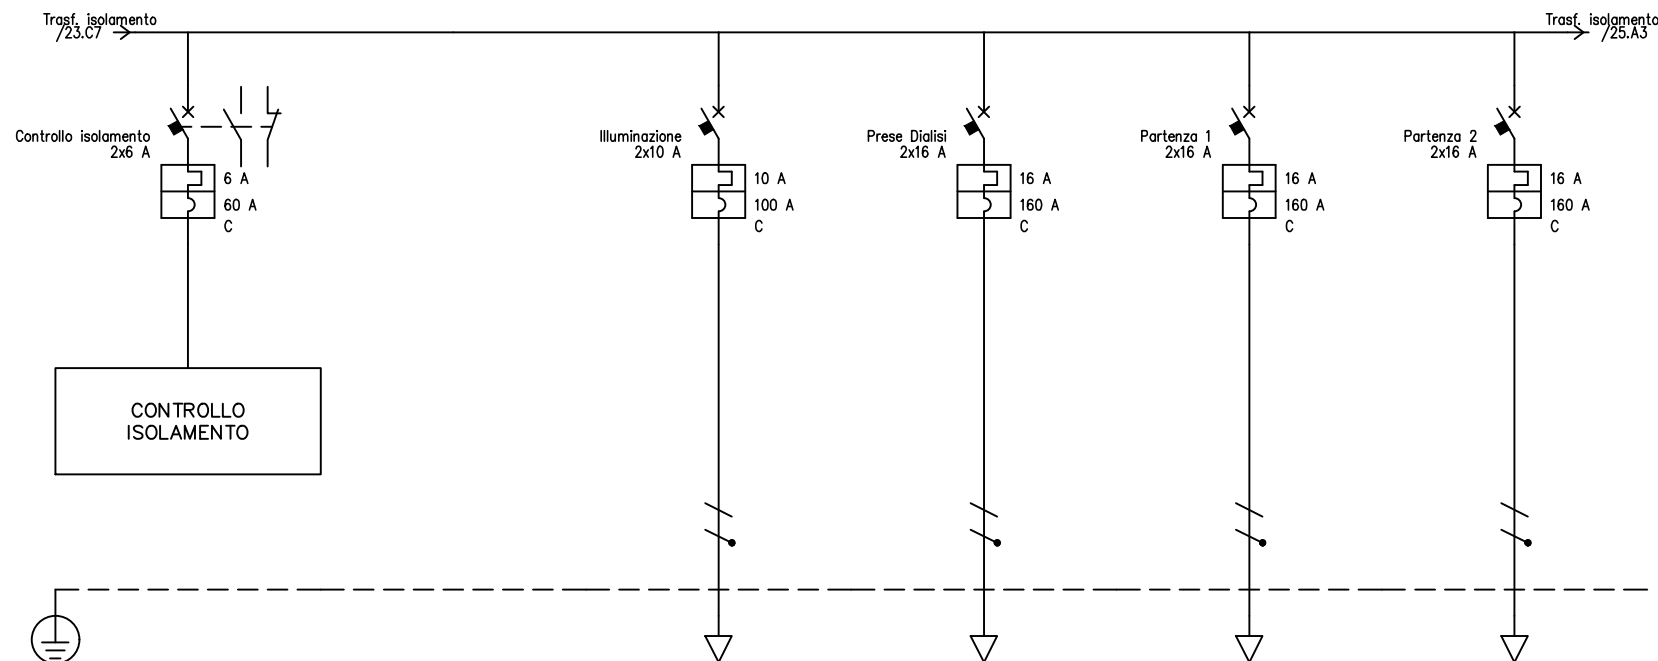 Trasf. isolamento
/23.C7
Trasf. isolamento
/25.A3
Controllo isolamento
2x6 A
6 A
60 A
C
Illuminazione
2x10 A
10 A
100 A
C
Prese Dialisi
2x16 A
16 A
160 A
C
Partenza 1
2x16 A
16 A
160 A
C
Partenza 2
2x16 A
16 A
160 A
C
CONTROLLO
ISOLAMENTO